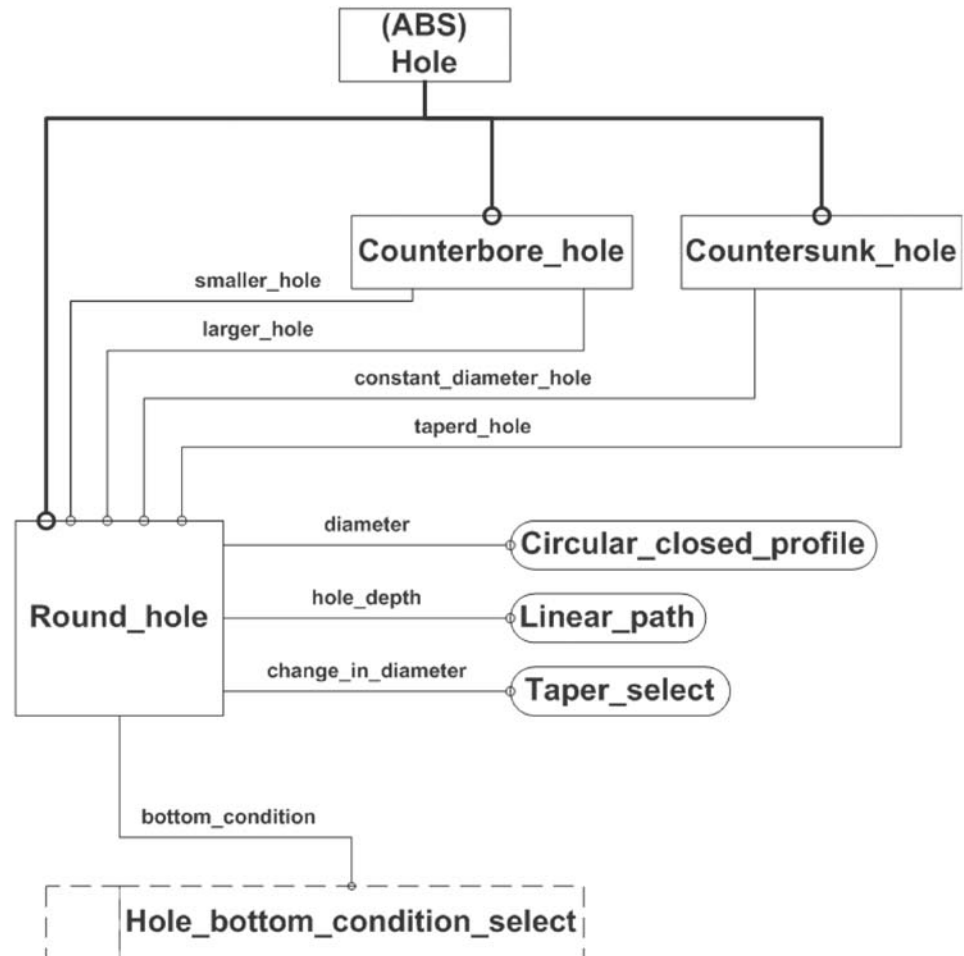 (ABS)
Hole
Counterbore_hole
Countersunk_hole
smaller_hole
larger_hole
constant_diameter_hole
taperd_hole
diameter
Circular_closed_profile
Round_hole
hole_depth
Linear_path
change_in_diameter
Taper_select
bottom_condition
Hole_bottom_condition_select